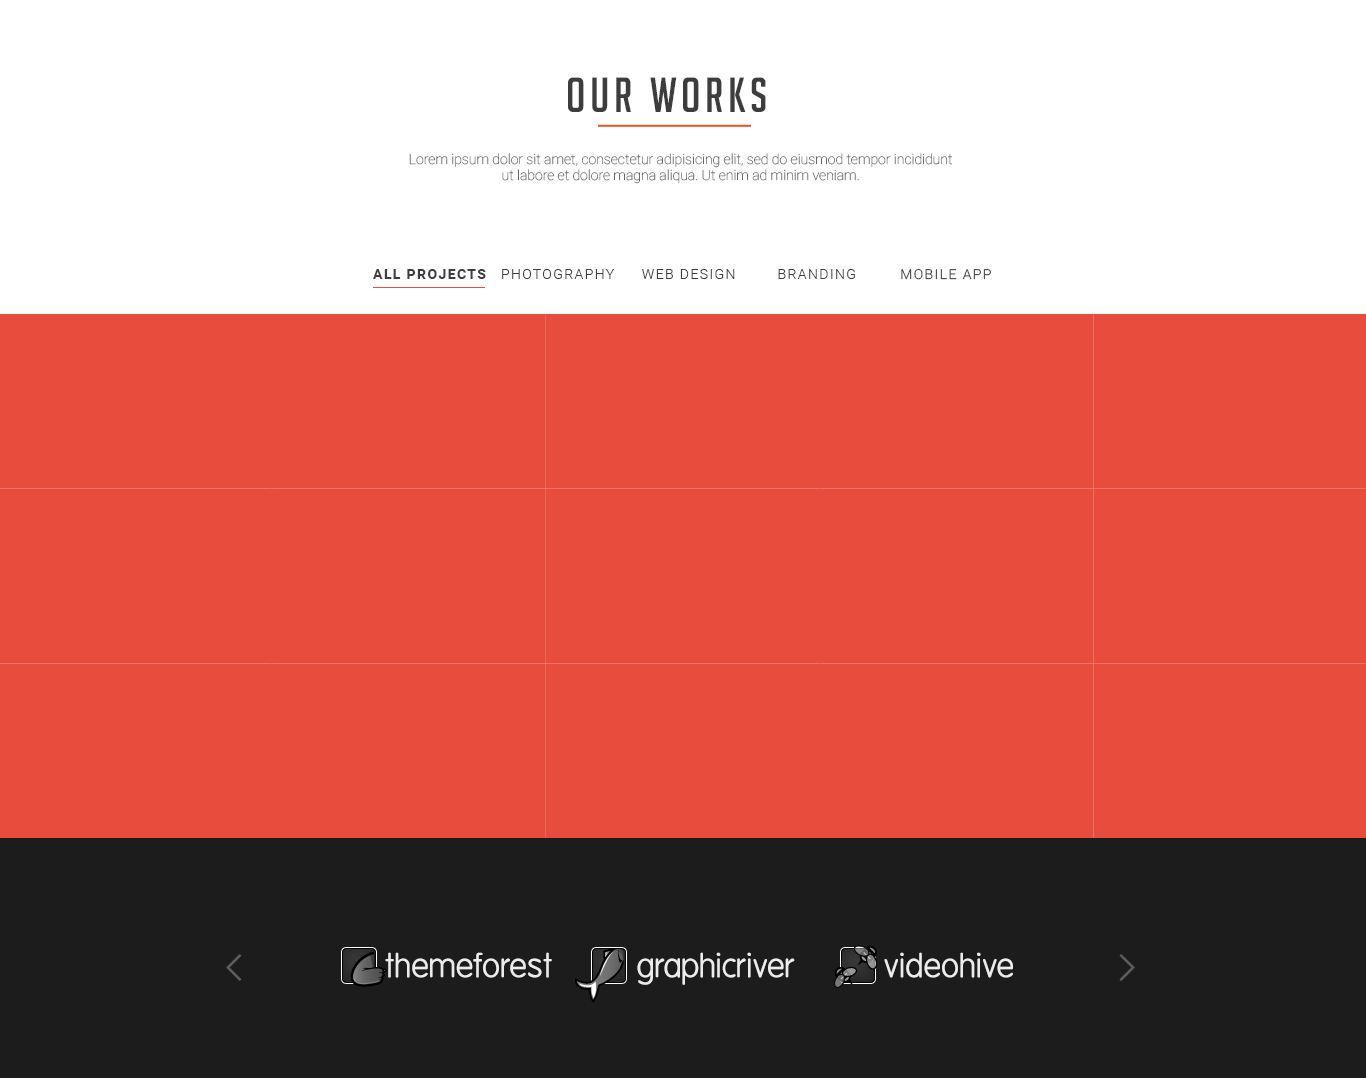 OUR WORKS
Lorem ipsum dolor sit amet, consectetur adipisicing elit, sed do eiusmod tempor incididunt
ut labore et dolore magna aliqua. Ut enim ad minim veniam.
ALL PROJECTS PHOTOGRAPHY WEB DESIGN BRANDING MOBILE APP
themeforest graphicriver videohive